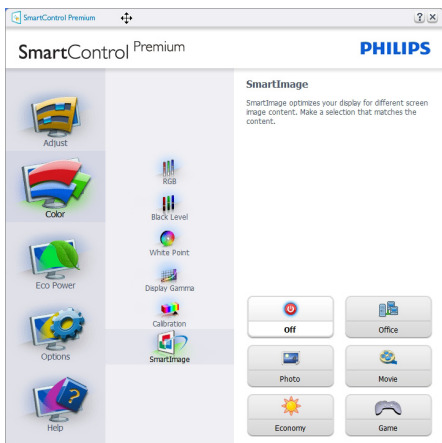 SmartControl Premium
SmartControl Premium
PHILIPS
Adjust
Color
Eco Power
Options
Help
RGB
Black Level
White Point
Display Gamma
Calibration
SmartImage
SmartImage
SmartImage optimizes your display for different screen
image content. Make a selection that matches the
content.
Off
Office
Photo
Movie
Economy
Game